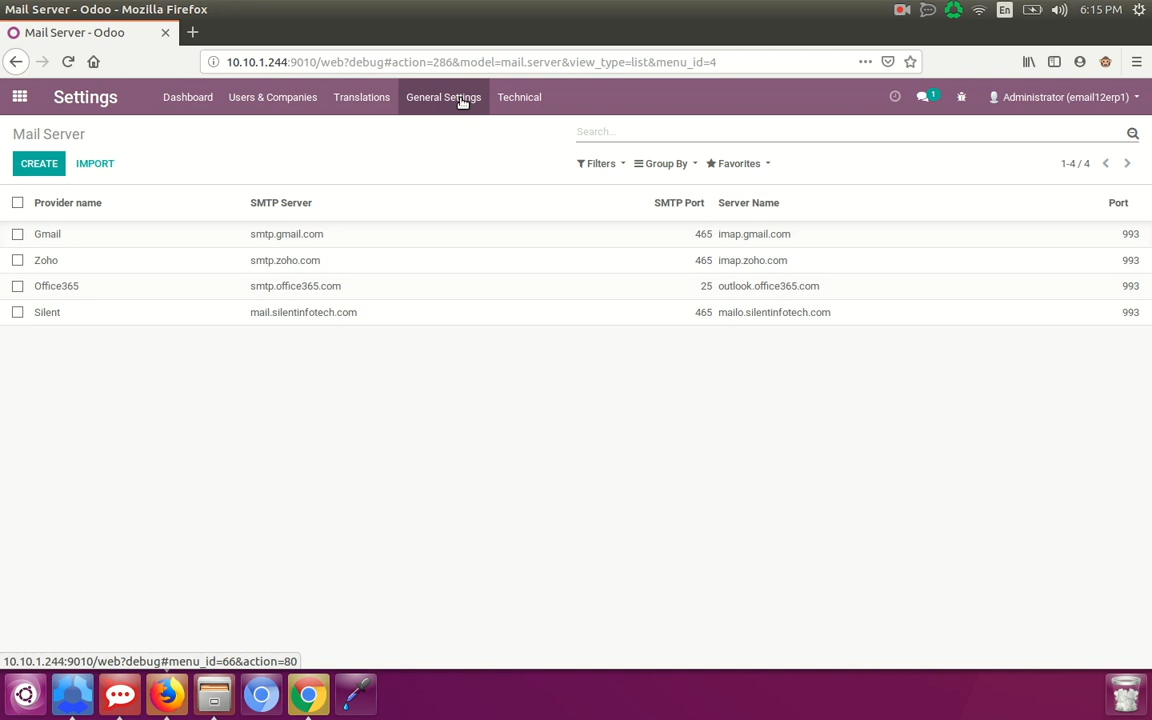 Mail Server - Odoo - Mozilla Firefox
En
6:15 PM
Mail Server - Odoo
10.10.1.244:9010/web?debug#action=286&model=mail.server&view_type=list&menu_id=4
Settings
Dashboard
Users & Companies
Translations
General Settings
Technical
1
Administrator (email12erp1)
Mail Server
Search...
CREATE
IMPORT
Filters
Group By
Favorites
1-4 / 4
Provider name SMTP Server SMTP Port Server Name Port
Gmail smtp.gmail.com 465 imap.gmail.com 993
Zoho smtp.zoho.com 465 imap.zoho.com 993
Office365 smtp.office365.com 25 outlook.office365.com 993
Silent mail.silentinfotech.com 465 mailo.silentinfotech.com 993
10.10.1.244:9010/web?debug#menu_id=66&action=80